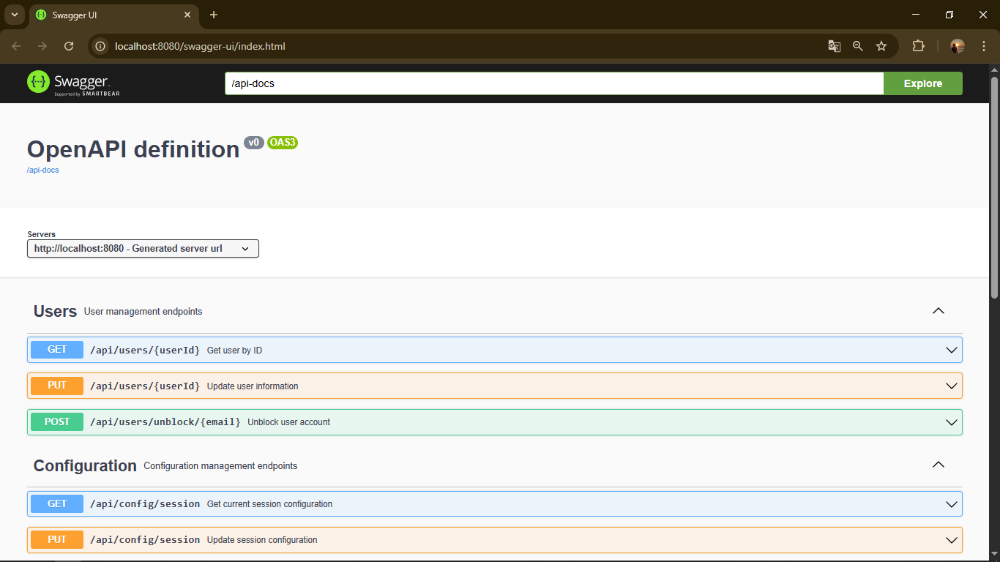 Swagger UI
localhost:8080/swagger-ui/index.html
Swagger
Supported by SMARTBEAR
/api-docs
Explore
OpenAPI definition v0 OAS3
/api-docs
Servers
http://localhost:8080 - Generated server url
Users User management endpoints
GET /api/users/{userId} Get user by ID
PUT /api/users/{userId} Update user information
POST /api/users/unblock/{email} Unblock user account
Configuration Configuration management endpoints
GET /api/config/session Get current session configuration
PUT /api/config/session Update session configuration